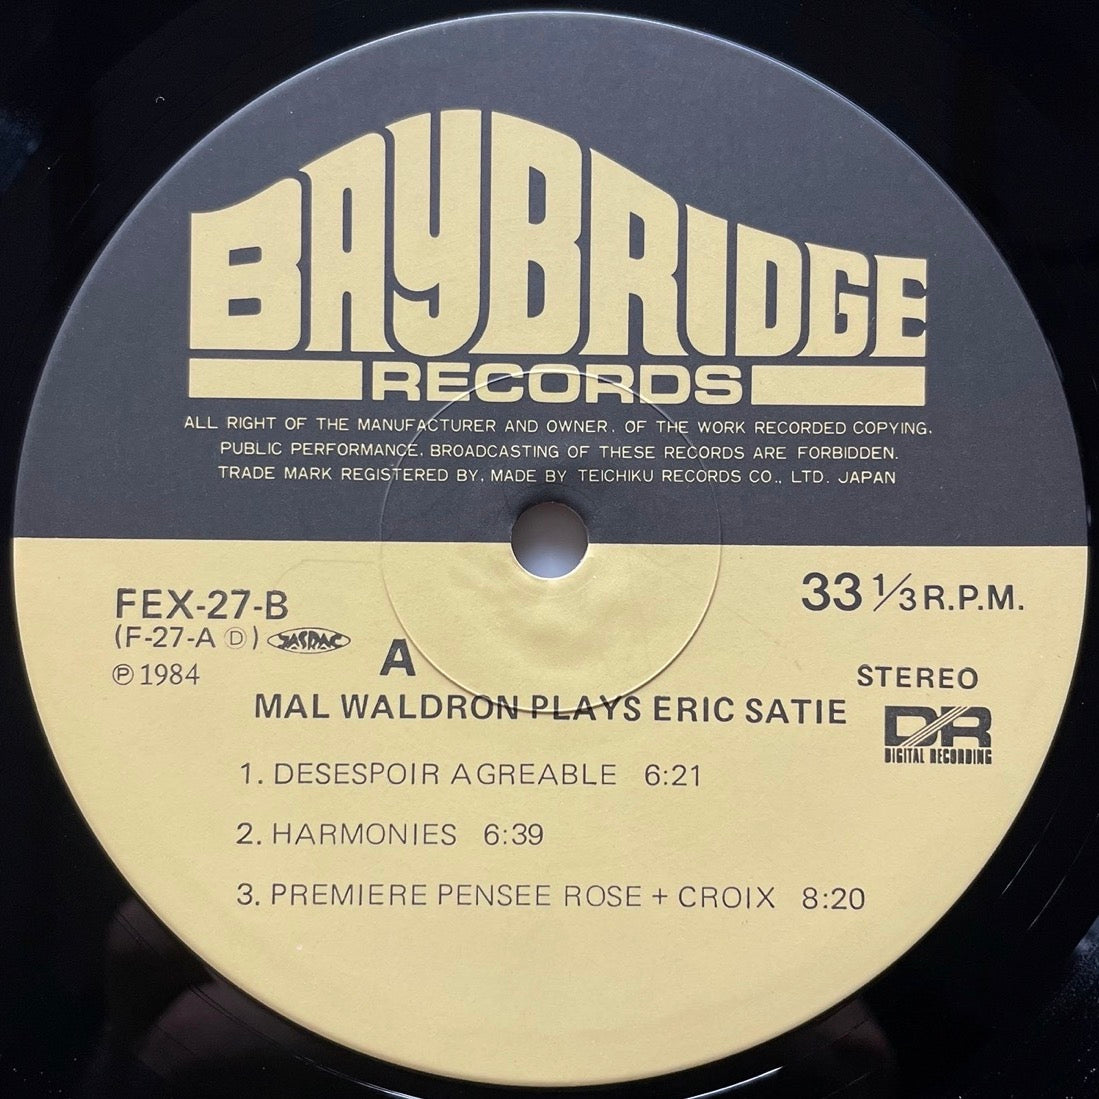 BAYBRIDGE
RECORDS
ALL RIGHT OF THE MANUFACTURER AND OWNER. OF THE WORK RECORDED COPYING.
PUBLIC PERFORMANCE. BROADCASTING OF THESE RECORDS ARE FORBIDDEN.
TRADE MARK REGISTERED BY. MADE BY TEICHIKU RECORDS CO., LTD. JAPAN
FEX-27-B
33 1/3 R.P.M.
(F-27-A Ⓓ) JASRAC
A
℗ 1984
STEREO
MAL WALDRON PLAYS ERIC SATIE
DR
DIGITAL RECORDING
1. DESESPOIR AGREABLE 6:21
2. HARMONIES 6:39
3. PREMIERE PENSEE ROSE + CROIX 8:20